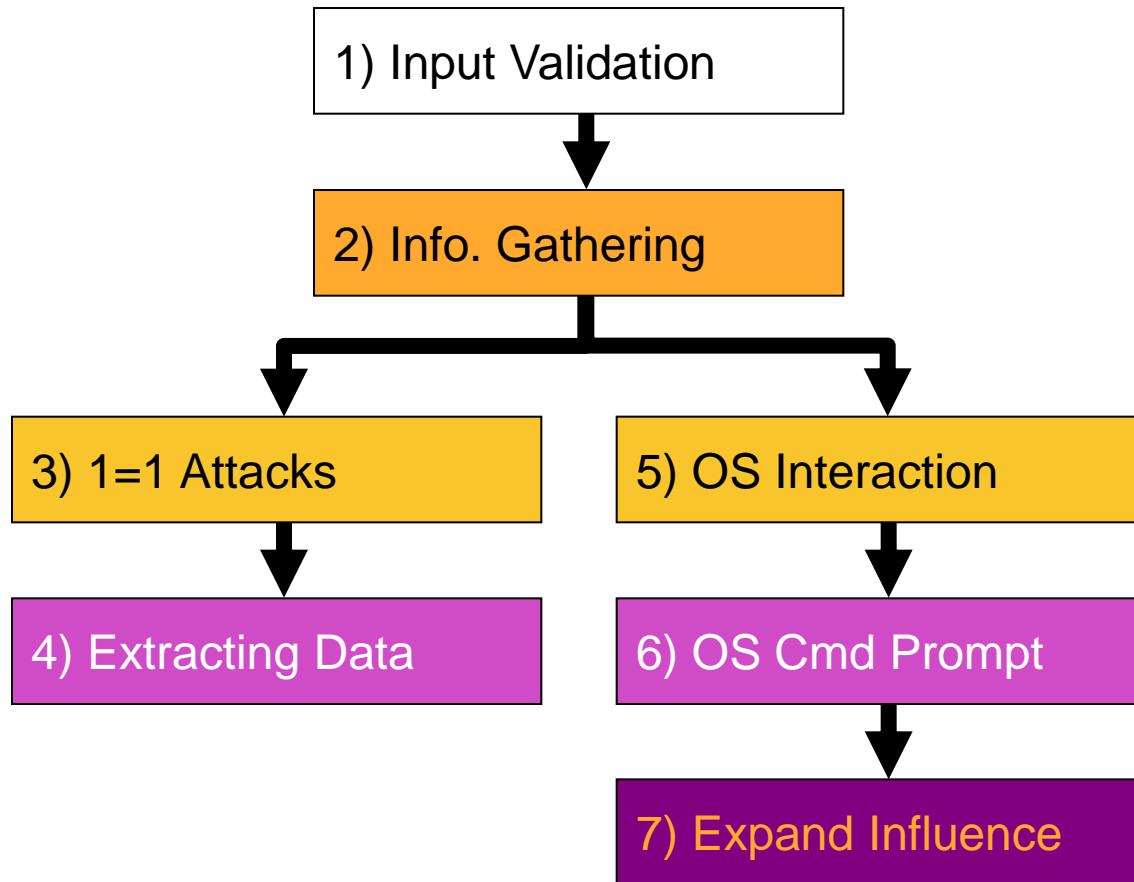 1) Input Validation
2) Info. Gathering
3) 1=1 Attacks
5) OS Interaction
4) Extracting Data
6) OS Cmd Prompt
7) Expand Influence